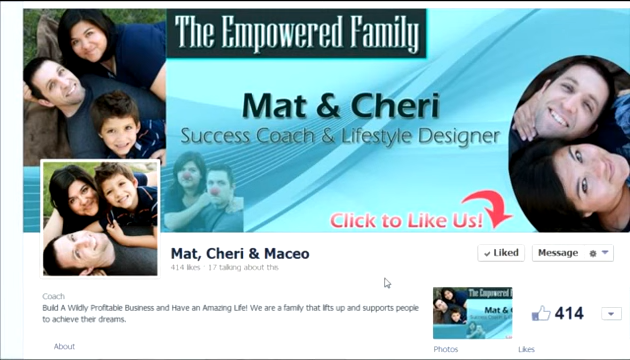 The Empowered Family
Mat & Cheri
Success Coach & Lifestyle Designer
Click to Like Us!
Mat, Cheri & Maceo
414 likes · 17 talking about this
Liked
Message
Coach
Build A Wildly Profitable Business and Have an Amazing Life! We are a family that lifts up and supports people
to achieve their dreams.
About
The Empowered
Mat &
Success Coach &
414
Photos
Likes